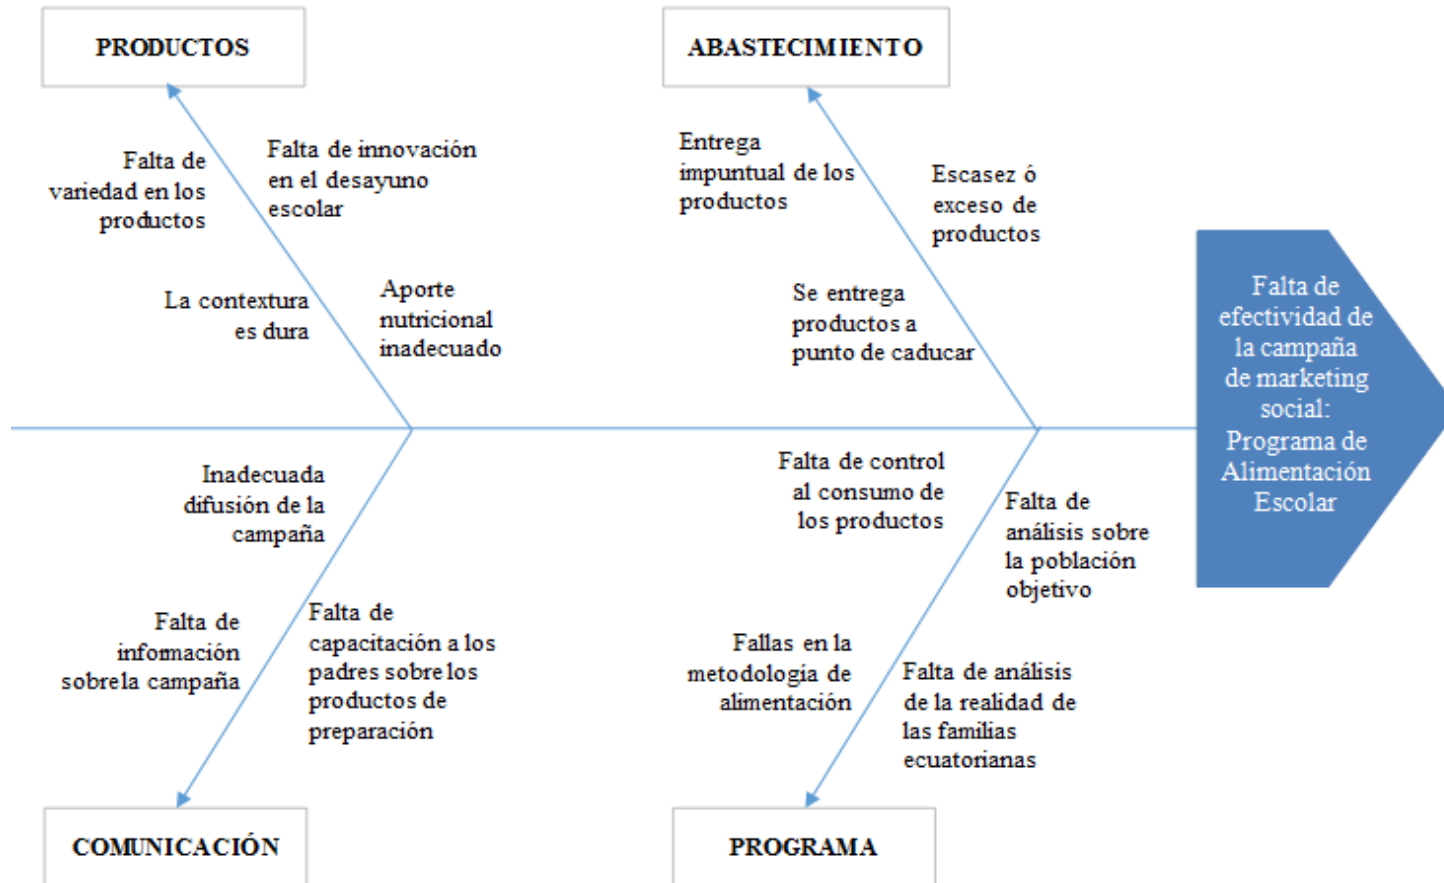 PRODUCTOS
ABASTECIMIENTO
Falta de
variedad en los
productos
Falta de innovación
en el desayuno
escolar
La contextura
es dura
Aporte
nutricional
inadecuado
Entrega
impuntual de los
productos
Escasez ó
exceso de
productos
Se entrega
productos a
punto de caducar
Falta de
efectividad de
la campaña
de marketing
social:
Programa de
Alimentación
Escolar
Inadecuada
difusión de la
campaña
Falta de
información
sobre la campaña
Falta de
capacitación a los
padres sobre los
productos de
preparación
Falta de control
al consumo de
los productos
Falta de
análisis sobre
la población
objetivo
Fallas en la
metodología de
alimentación
Falta de análisis
de la realidad de
las familias
ecuatorianas
COMUNICACIÓN
PROGRAMA